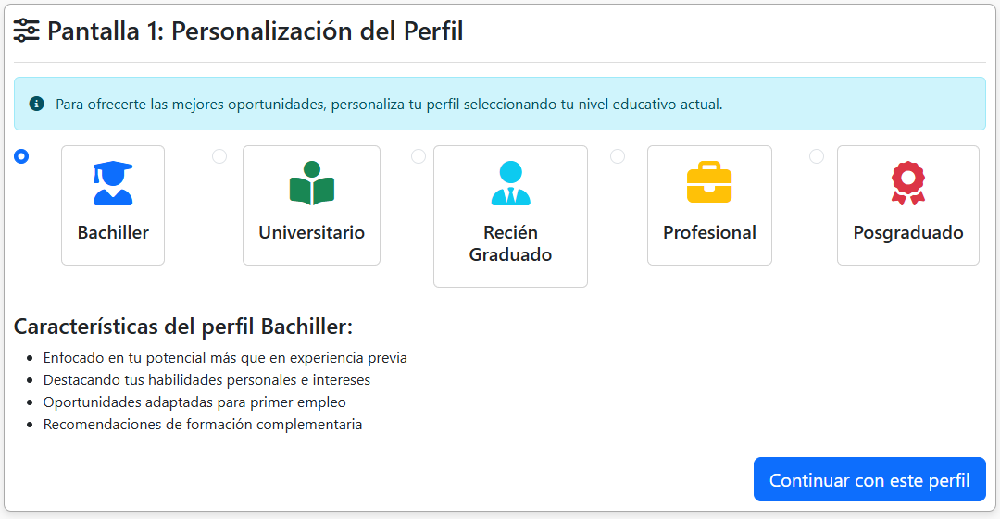 Pantalla 1: Personalización del Perfil
Para ofrecerte las mejores oportunidades, personaliza tu perfil seleccionando tu nivel educativo actual.
Bachiller
Universitario
Recién
Graduado
Profesional
Posgraduado
Características del perfil Bachiller:
Enfocado en tu potencial más que en experiencia previa
Destacando tus habilidades personales e intereses
Oportunidades adaptadas para primer empleo
Recomendaciones de formación complementaria
Continuar con este perfil